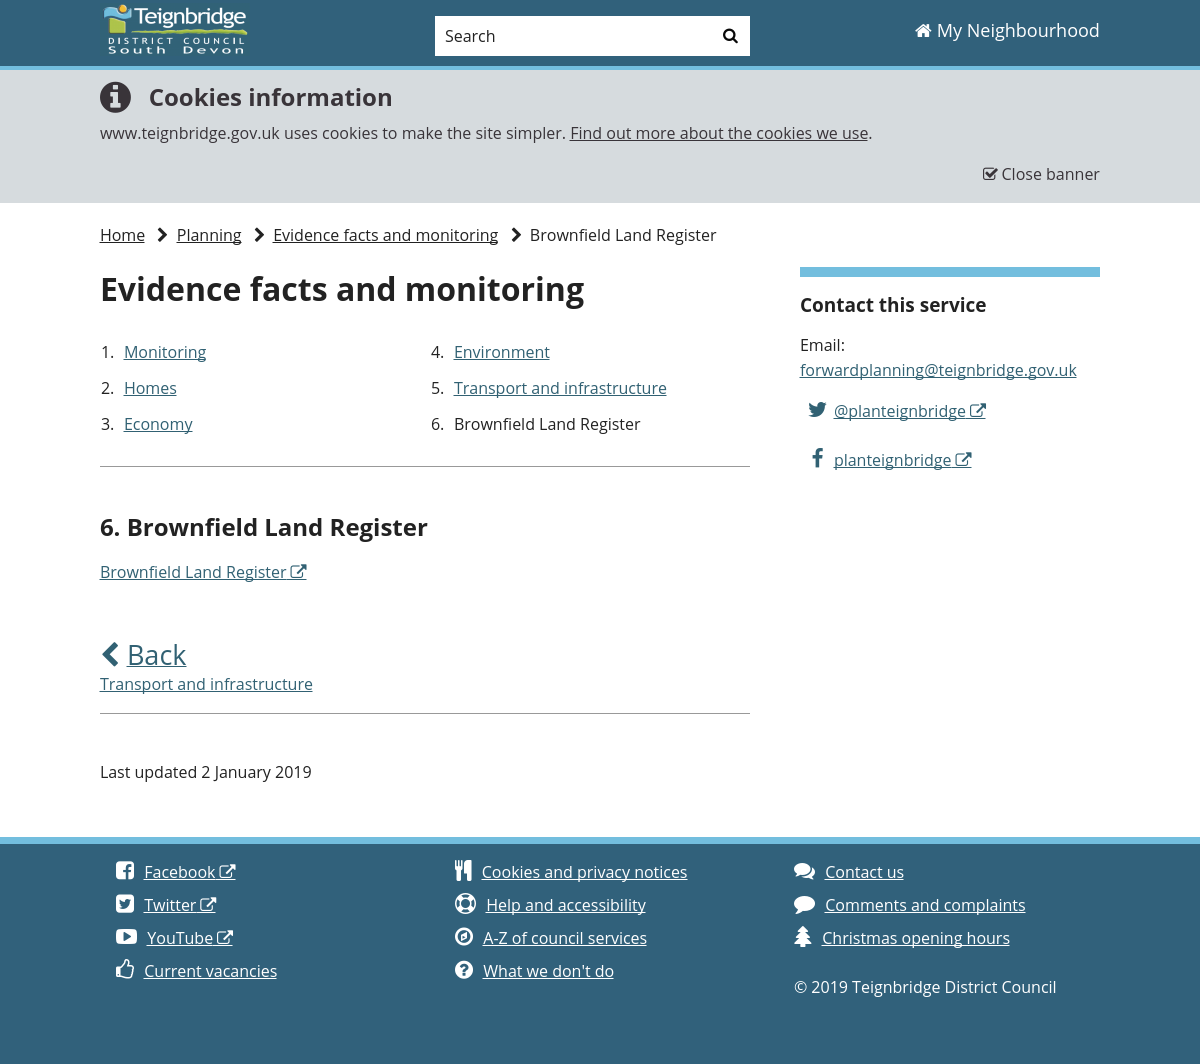 Teignbridge
DISTRICT COUNCIL
South Devon
Search
My Neighbourhood
Cookies information
www.teignbridge.gov.uk uses cookies to make the site simpler. Find out more about the cookies we use.
Close banner
Home Planning Evidence facts and monitoring Brownfield Land Register
Evidence facts and monitoring
1. Monitoring
2. Homes
3. Economy
4. Environment
5. Transport and infrastructure
6. Brownfield Land Register
6. Brownfield Land Register
Brownfield Land Register
Back
Transport and infrastructure
Last updated 2 January 2019
Contact this service
Email:
forwardplanning@teignbridge.gov.uk
@planteignbridge
planteignbridge
Facebook
Twitter
YouTube
Current vacancies
Cookies and privacy notices
Help and accessibility
A-Z of council services
What we don't do
Contact us
Comments and complaints
Christmas opening hours
© 2019 Teignbridge District Council